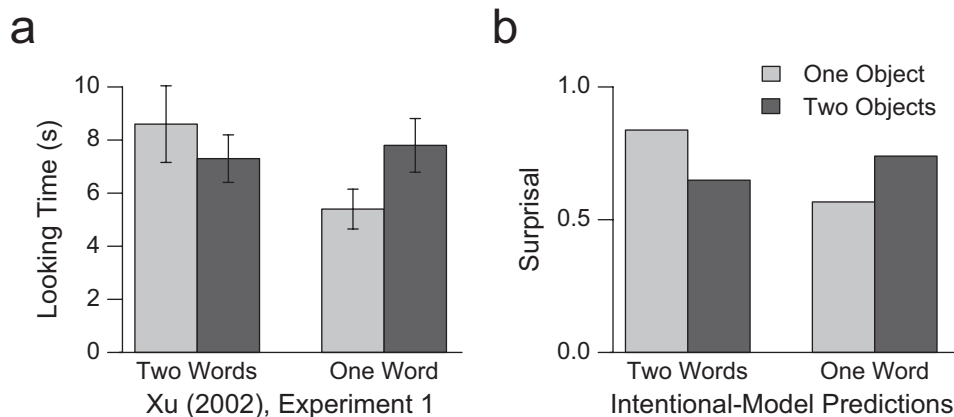 a
10
8
6
4
2
0
Looking Time (s)
Two Words
One Word
Xu (2002), Experiment 1
b
One Object
Two Objects
1.0
0.5
0.0
Surprisal
Two Words
One Word
Intentional-Model Predictions